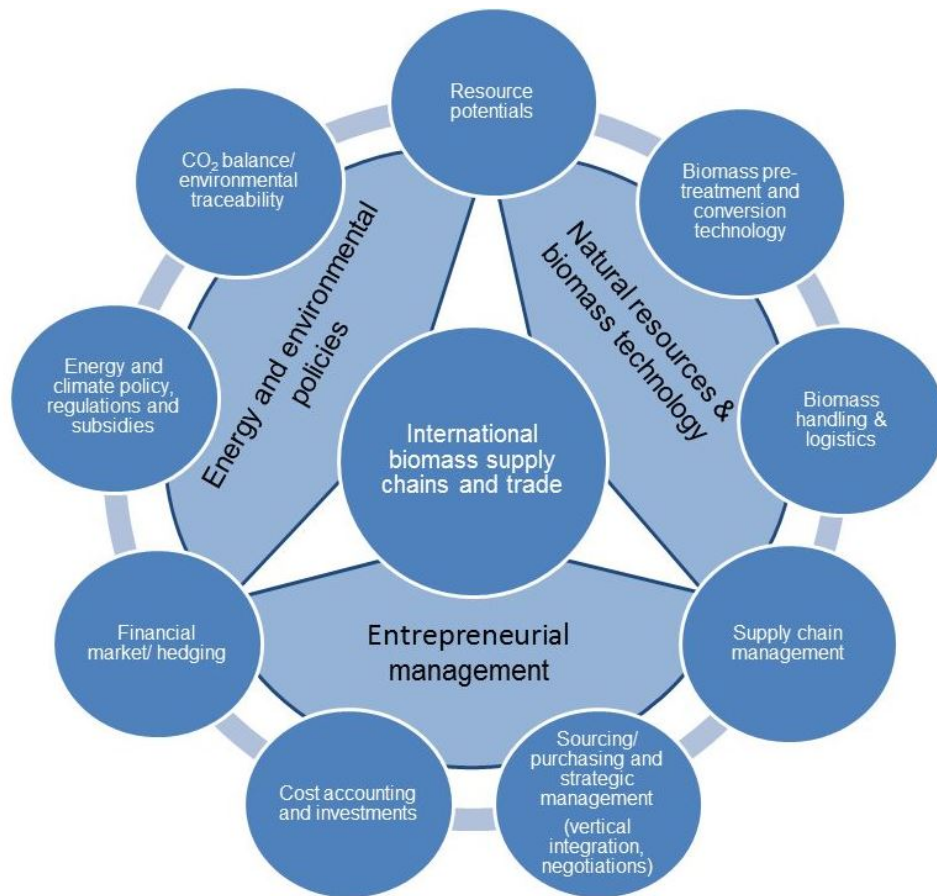 Resource
potentials
CO₂ balance/
environmental
traceability
Biomass pre-
treatment and
conversion
technology
Energy and environmental
policies
Natural resources &
biomass technology
Energy and
climate policy,
regulations and
subsidies
International
biomass supply
chains and trade
Biomass
handling &
logistics
Financial
market/ hedging
Entrepreneurial
management
Supply chain
management
Cost accounting
and investments
Sourcing/
purchasing and
strategic
management
(vertical
integration,
negotiations)